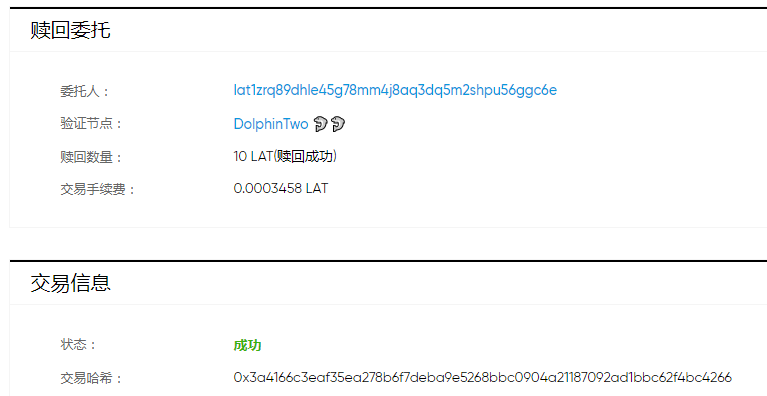 赎回委托
委托人： lat1zrq89dhle45g78mm4j8aq3dq5m2shpu56ggc6e
验证节点： DolphinTwo
赎回数量： 10 LAT(赎回成功)
交易手续费： 0.0003458 LAT
交易信息
状态： 成功
交易哈希： 0x3a4166c3eaf35ea278b6f7deba9e5268bbc0904a21187092ad1bbc62f4bc4266